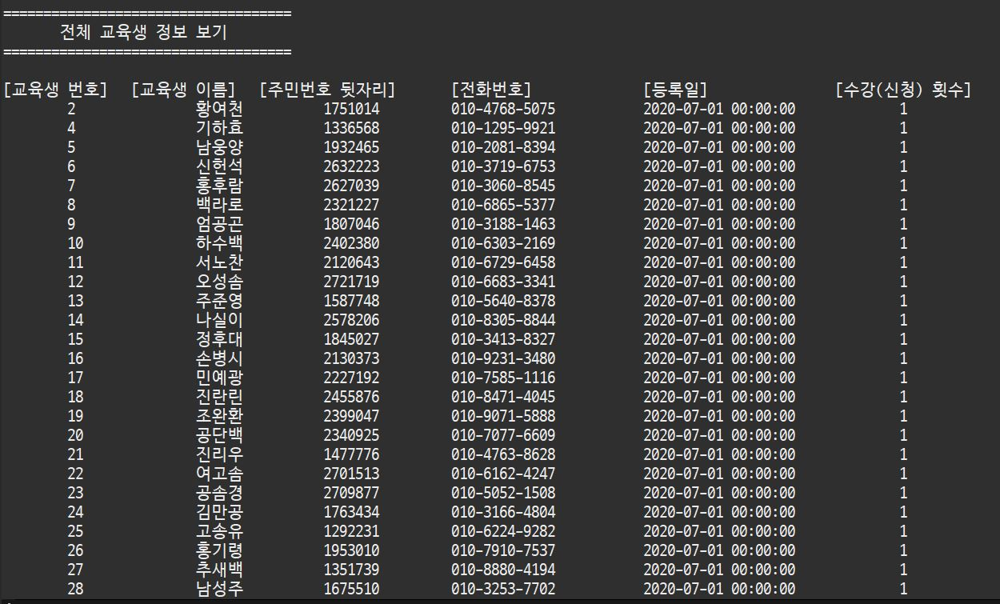 ====================================
전체 교육생 정보 보기
====================================
[교육생 번호] [교육생 이름] [주민번호 뒷자리] [전화번호] [등록일] [수강(신청) 횟수]
2 황여천 1751014 010-4768-5075 2020-07-01 00:00:00 1
4 기하효 1336568 010-1295-9921 2020-07-01 00:00:00 1
5 남웅양 1932465 010-2081-8394 2020-07-01 00:00:00 1
6 신헌석 2632223 010-3719-6753 2020-07-01 00:00:00 1
7 홍후람 2627039 010-3060-8545 2020-07-01 00:00:00 1
8 백라로 2321227 010-6865-5377 2020-07-01 00:00:00 1
9 엄공곤 1807046 010-3188-1463 2020-07-01 00:00:00 1
10 하수백 2402380 010-6303-2169 2020-07-01 00:00:00 1
11 서노찬 2120643 010-6729-6458 2020-07-01 00:00:00 1
12 오성솜 2721719 010-6683-3341 2020-07-01 00:00:00 1
13 주준영 1587748 010-5640-8378 2020-07-01 00:00:00 1
14 나실이 2578206 010-8305-8844 2020-07-01 00:00:00 1
15 정후대 1845027 010-3413-8327 2020-07-01 00:00:00 1
16 손병시 2130373 010-9231-3480 2020-07-01 00:00:00 1
17 민예광 2227192 010-7585-1116 2020-07-01 00:00:00 1
18 진란린 2455876 010-8471-4045 2020-07-01 00:00:00 1
19 조완환 2399047 010-9071-5888 2020-07-01 00:00:00 1
20 공단백 2340925 010-7077-6609 2020-07-01 00:00:00 1
21 진리우 1477776 010-4763-8628 2020-07-01 00:00:00 1
22 여고솜 2701513 010-6162-4247 2020-07-01 00:00:00 1
23 공솜경 2709877 010-5052-1508 2020-07-01 00:00:00 1
24 김만공 1763434 010-3166-4804 2020-07-01 00:00:00 1
25 고송유 1292231 010-6224-9282 2020-07-01 00:00:00 1
26 홍기령 1953010 010-7910-7537 2020-07-01 00:00:00 1
27 추새백 1351739 010-8880-4194 2020-07-01 00:00:00 1
28 남성주 1675510 010-3253-7702 2020-07-01 00:00:00 1